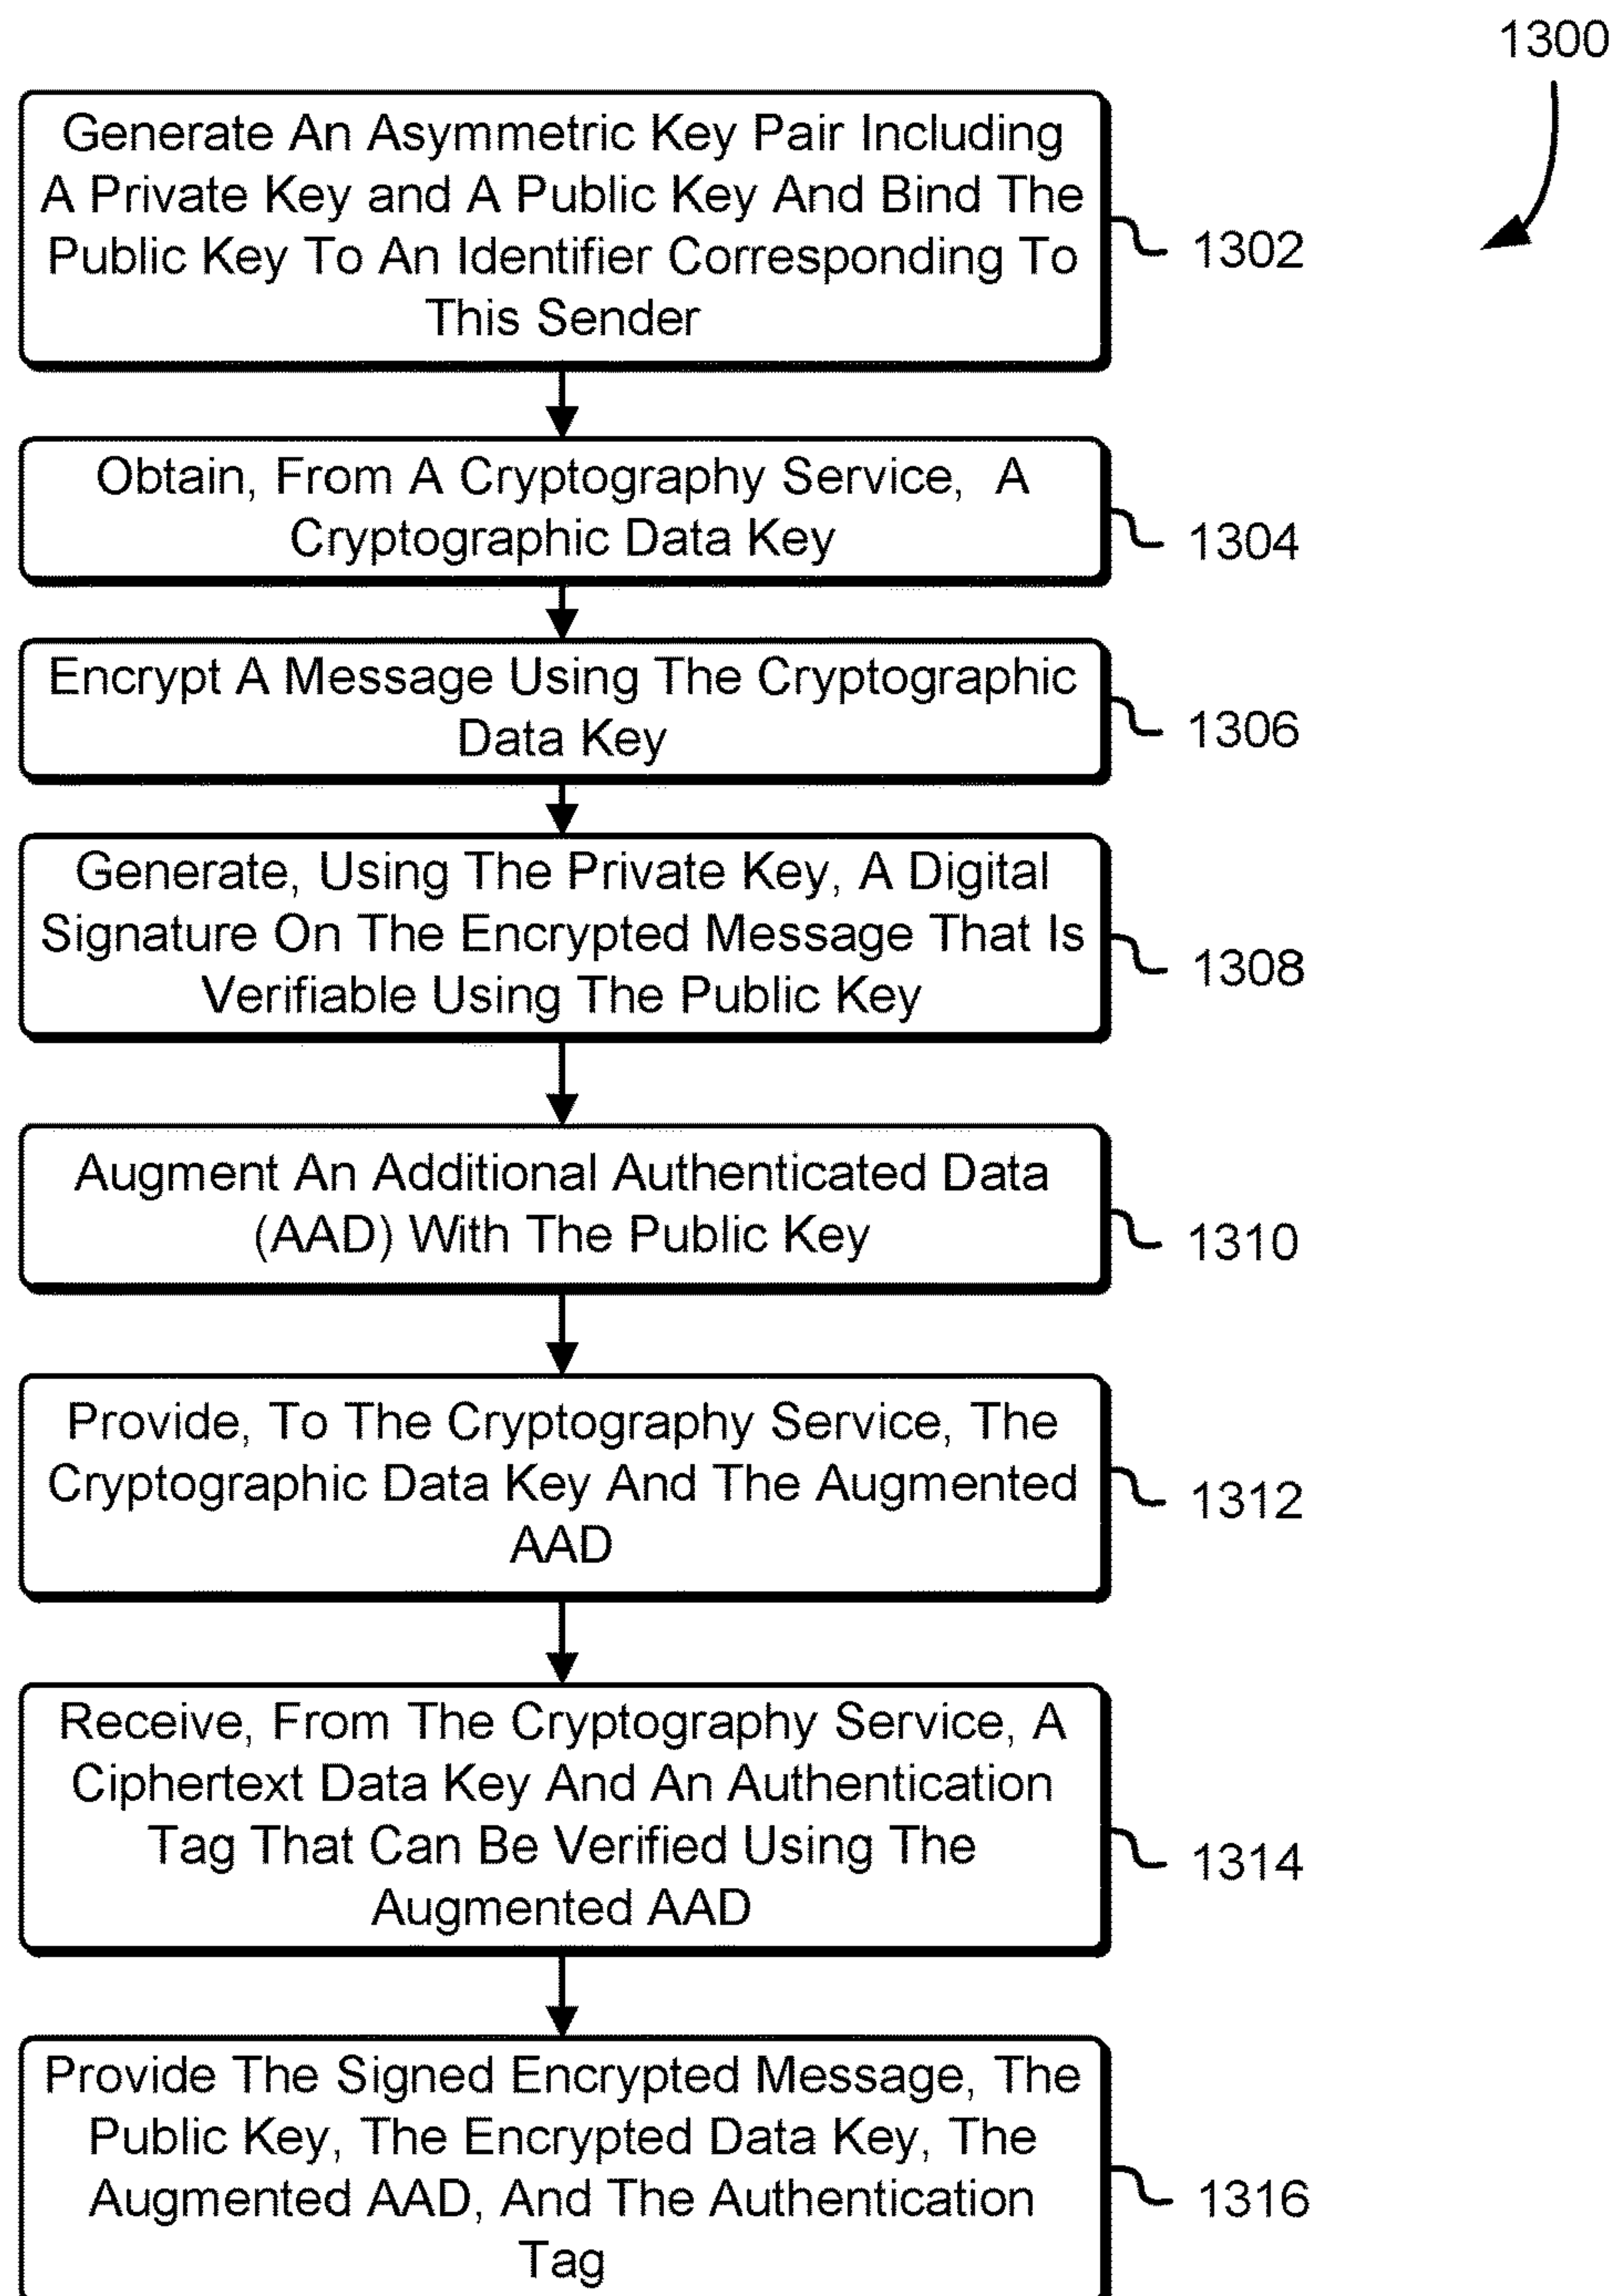 1300
Generate An Asymmetric Key Pair Including
A Private Key and A Public Key And Bind The
Public Key To An Identifier Corresponding To
This Sender
1302
Obtain, From A Cryptography Service, A
Cryptographic Data Key
1304
Encrypt A Message Using The Cryptographic
Data Key
1306
Generate, Using The Private Key, A Digital
Signature On The Encrypted Message That Is
Verifiable Using The Public Key
1308
Augment An Additional Authenticated Data
(AAD) With The Public Key
1310
Provide, To The Cryptography Service, The
Cryptographic Data Key And The Augmented
AAD
1312
Receive, From The Cryptography Service, A
Ciphertext Data Key And An Authentication
Tag That Can Be Verified Using The
Augmented AAD
1314
Provide The Signed Encrypted Message, The
Public Key, The Encrypted Data Key, The
Augmented AAD, And The Authentication
Tag
1316